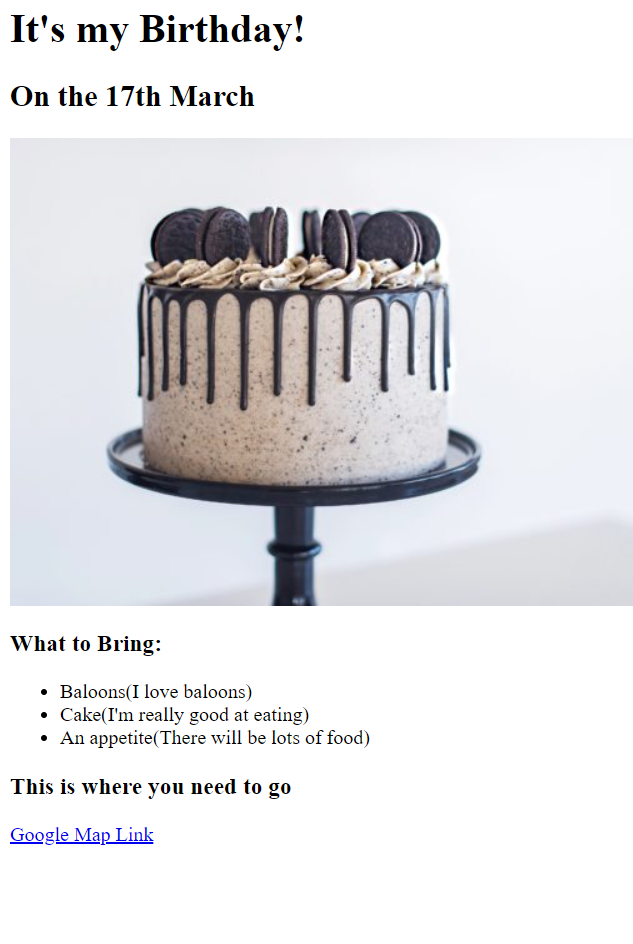 It's my Birthday!
On the 17th March
What to Bring:
Baloons(I love baloons)
Cake(I'm really good at eating)
An appetite(There will be lots of food)
This is where you need to go
Google Map Link